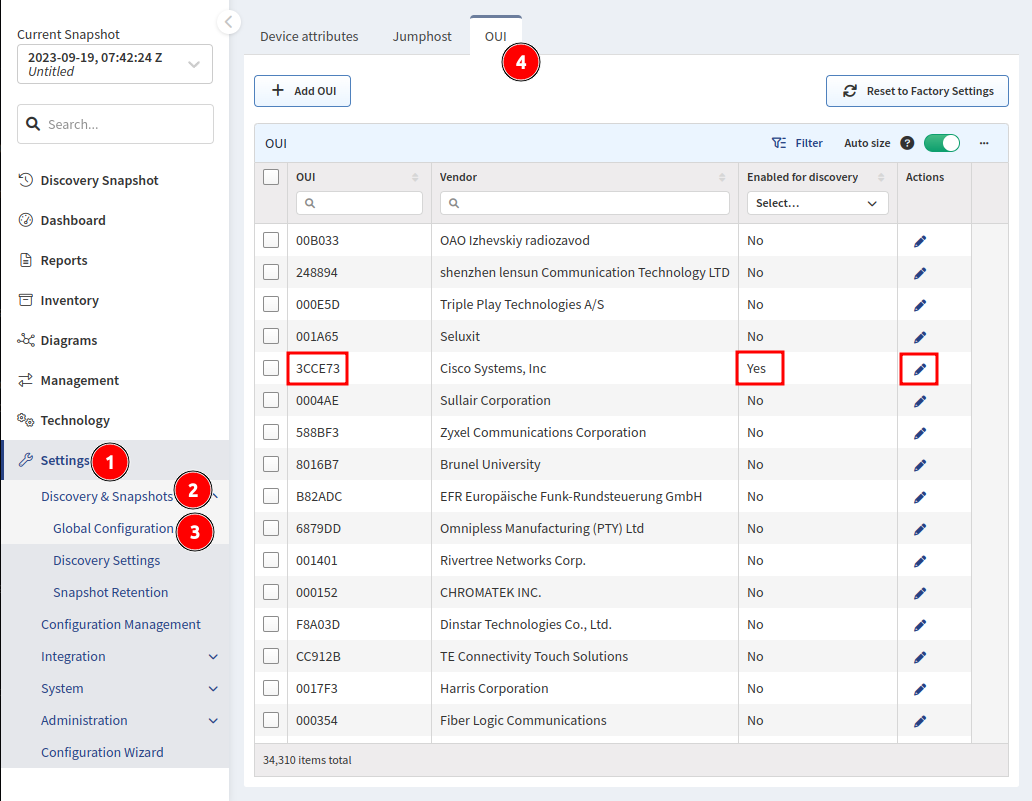 Current Snapshot
2023-09-19, 07:42:24 Z
Untitled
Search...
Discovery Snapshot
Dashboard
Reports
Inventory
Diagrams
Management
Technology
Settings 1
Discovery & Snapshots 2
Global Configuration 3
Discovery Settings
Snapshot Retention
Configuration Management
Integration
System
Administration
Configuration Wizard
Device attributes Jumphost OUI
4
+ Add OUI Reset to Factory Settings
OUI Filter Auto size ? ...
OUI Vendor Enabled for discovery Actions
Select...
00B033 OAO Izhevskiy radiozavod No
248894 shenzhen lensun Communication Technology LTD No
000E5D Triple Play Technologies A/S No
001A65 Seluxit No
3CCE73 Cisco Systems, Inc Yes
0004AE Sullair Corporation No
588BF3 Zyxel Communications Corporation No
8016B7 Brunel University No
B82ADC EFR Europäische Funk-Rundsteuerung GmbH No
6879DD Omnipless Manufacturing (PTY) Ltd No
001401 Rivertree Networks Corp. No
000152 CHROMATEK INC. No
F8A03D Dinstar Technologies Co., Ltd. No
CC912B TE Connectivity Touch Solutions No
0017F3 Harris Corporation No
000354 Fiber Logic Communications No
34,310 items total